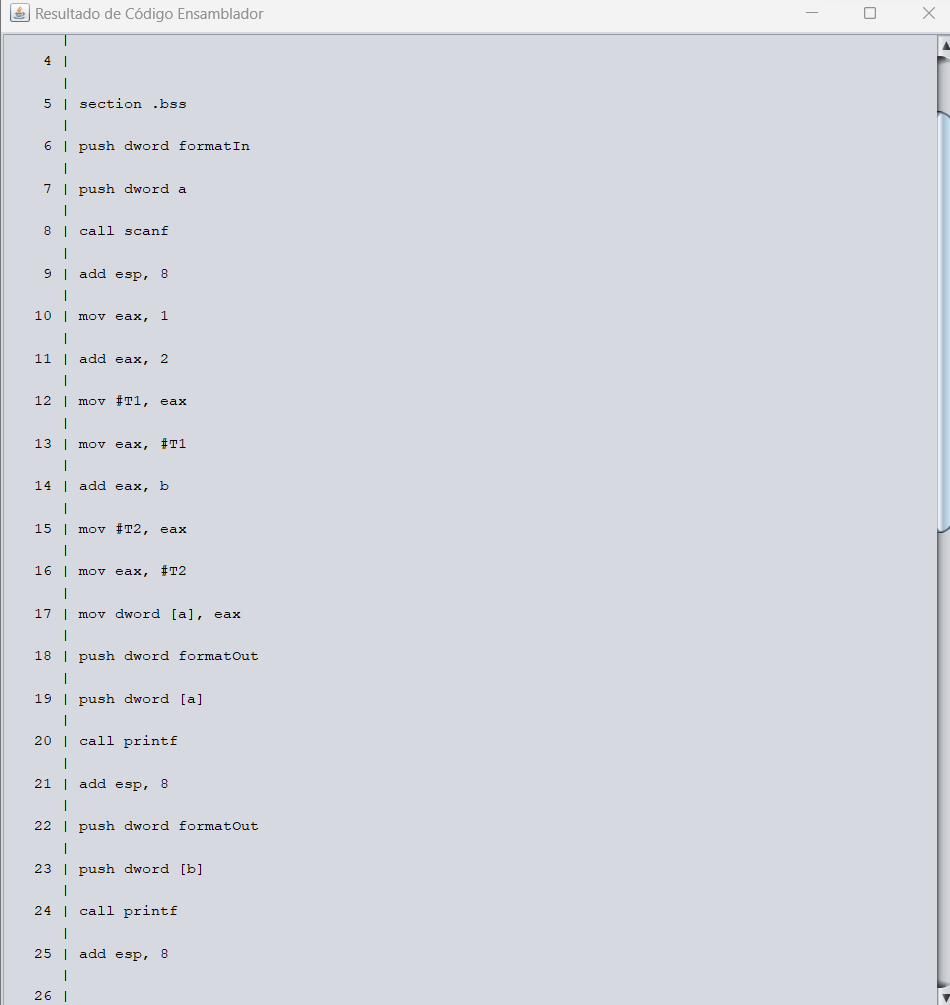 Resultado de Código Ensamblador
|
4 |
|
5 | section .bss
|
6 | push dword formatIn
|
7 | push dword a
|
8 | call scanf
|
9 | add esp, 8
|
10 | mov eax, 1
|
11 | add eax, 2
|
12 | mov #T1, eax
|
13 | mov eax, #T1
|
14 | add eax, b
|
15 | mov #T2, eax
|
16 | mov eax, #T2
|
17 | mov dword [a], eax
|
18 | push dword formatOut
|
19 | push dword [a]
|
20 | call printf
|
21 | add esp, 8
|
22 | push dword formatOut
|
23 | push dword [b]
|
24 | call printf
|
25 | add esp, 8
|
26 |